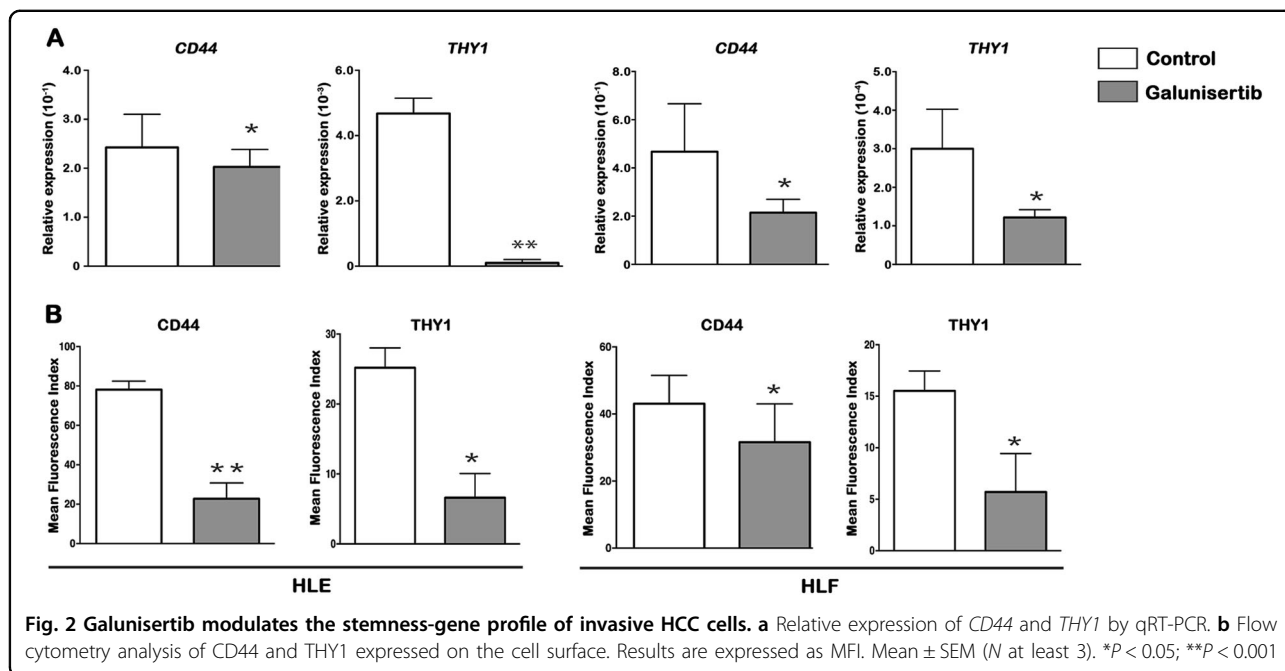 A
CD44
THY1
CD44
THY1
Control
Galunisertib
Relative expression (10⁻¹)
4.0
3.0
2.0
1.0
0
*
Relative expression (10⁻³)
6.0
4.0
2.0
0
**
Relative expression (10⁻¹)
8.0
6.0
4.0
2.0
0
*
Relative expression (10⁻⁴)
5.0
4.0
3.0
2.0
1.0
0
*
B
CD44
THY1
CD44
THY1
Mean Fluorescence Index
100
80
60
40
20
0
**
Mean Fluorescence Index
30
20
10
0
*
Mean Fluorescence Index
60
40
20
0
*
Mean Fluorescence Index
20
15
10
5
0
*
HLE
HLF
Fig. 2 Galunisertib modulates the stemness-gene profile of invasive HCC cells. a Relative expression of CD44 and THY1 by qRT-PCR. b Flow
cytometry analysis of CD44 and THY1 expressed on the cell surface. Results are expressed as MFI. Mean ± SEM (N at least 3). *P < 0.05; **P < 0.001